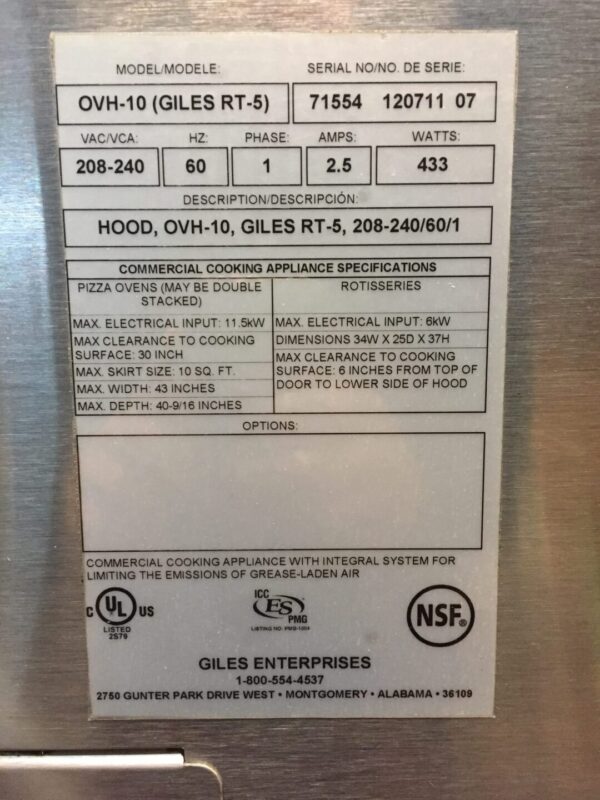 MODEL/MODELE: SERIAL NO/NO. DE SERIE:
OVH-10 (GILES RT-5) 71554 120711 07
VAC/VCA: HZ: PHASE: AMPS: WATTS:
208-240 60 1 2.5 433
DESCRIPTION/DESCRIPCIÓN:
HOOD, OVH-10, GILES RT-5, 208-240/60/1
COMMERCIAL COOKING APPLIANCE SPECIFICATIONS
PIZZA OVENS (MAY BE DOUBLE
STACKED)
MAX. ELECTRICAL INPUT: 11.5kW
MAX CLEARANCE TO COOKING
SURFACE: 30 INCH
MAX. SKIRT SIZE: 10 SQ. FT.
MAX. WIDTH: 43 INCHES
MAX. DEPTH: 40-9/16 INCHES
ROTISSERIES
MAX. ELECTRICAL INPUT: 6kW
DIMENSIONS 34W X 25D X 37H
MAX CLEARANCE TO COOKING
SURFACE: 6 INCHES FROM TOP OF
DOOR TO LOWER SIDE OF HOOD
OPTIONS:
COMMERCIAL COOKING APPLIANCE WITH INTEGRAL SYSTEM FOR
LIMITING THE EMISSIONS OF GREASE-LADEN AIR
C UL US
LISTED
2S79
ICC
ES
PMG
LISTING NO. PMG-1004
NSF®
GILES ENTERPRISES
1-800-554-4537
2750 GUNTER PARK DRIVE WEST • MONTGOMERY • ALABAMA • 36109